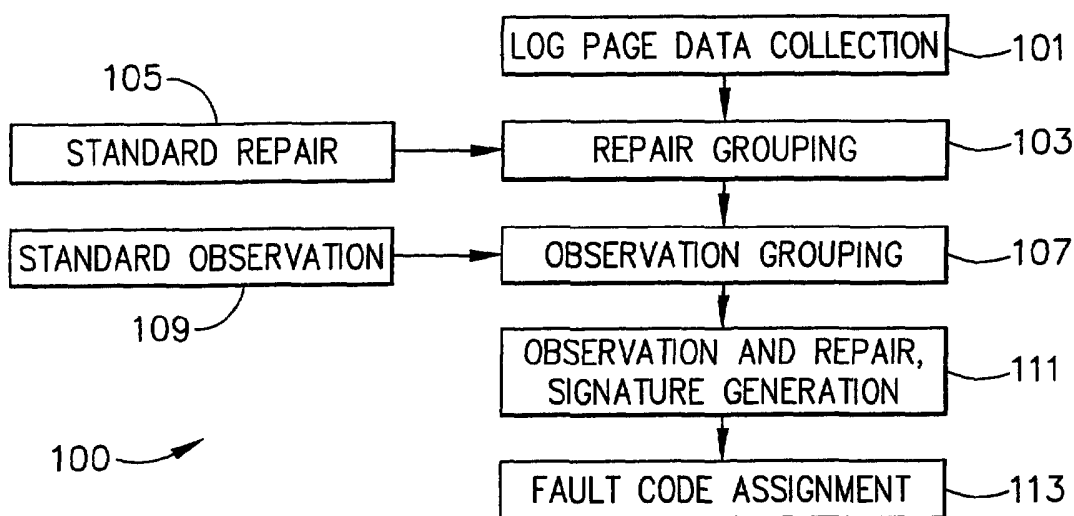 LOG PAGE DATA COLLECTION
101
105
STANDARD REPAIR
REPAIR GROUPING
103
STANDARD OBSERVATION
OBSERVATION GROUPING
107
109
OBSERVATION AND REPAIR,
SIGNATURE GENERATION
111
100
FAULT CODE ASSIGNMENT
113